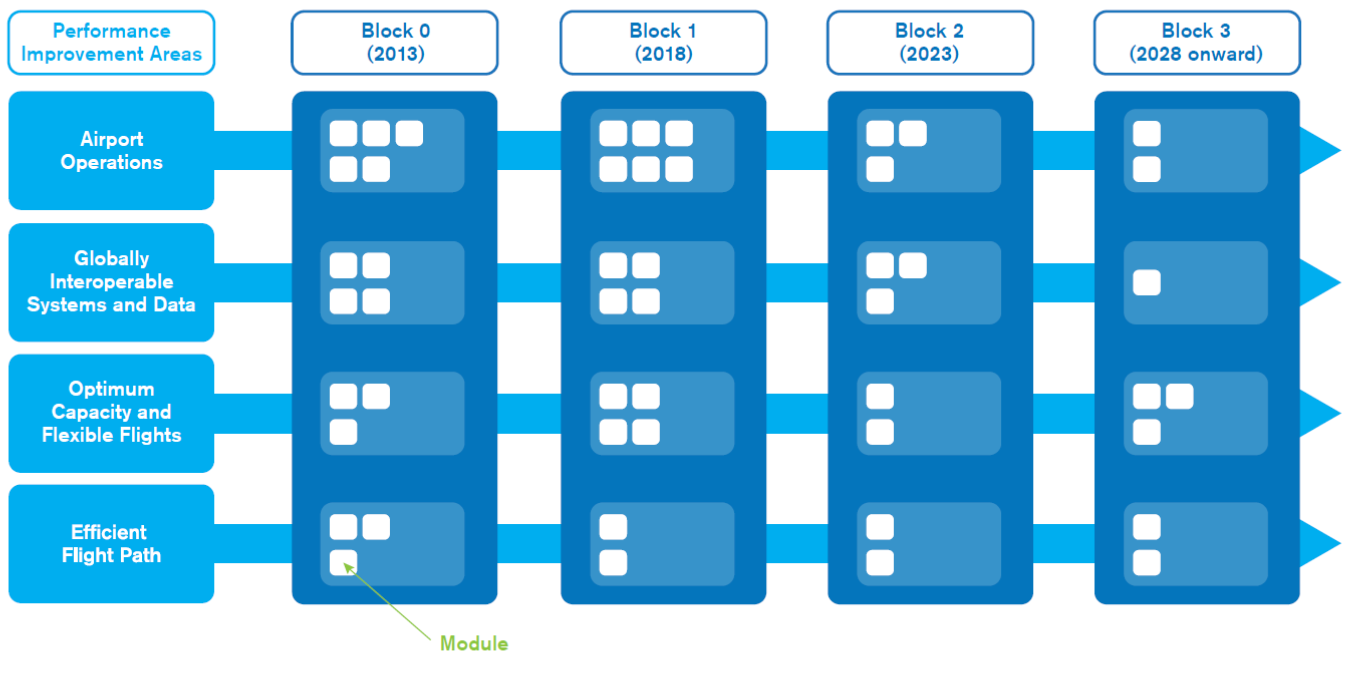 Performance
Improvement Areas
Block 0
(2013)
Block 1
(2018)
Block 2
(2023)
Block 3
(2028 onward)
Airport
Operations
Globally
Interoperable
Systems and Data
Optimum
Capacity and
Flexible Flights
Efficient
Flight Path
Module